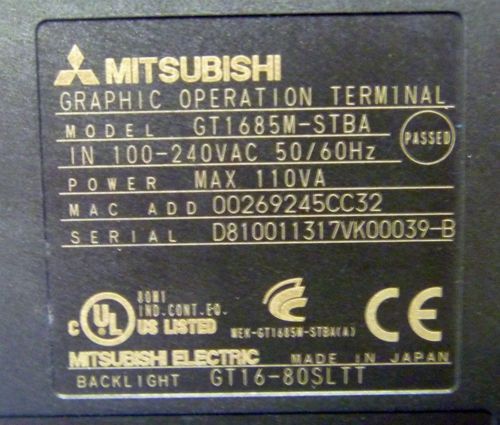 MITSUBISHI
GRAPHIC OPERATION TERMINAL
MODEL GT1685M-STBA
PASSED
IN 100-240VAC 50/60Hz
POWER MAX 110VA
MAC ADD 00269245CC32
SERIAL D810011317VK00039-B
80M1
IND.CONT.EQ.
C UL US LISTED
MEK-GT1685M-STBA(A)
CE
MITSUBISHI ELECTRIC MADE IN JAPAN
BACKLIGHT GT16-80SLTT